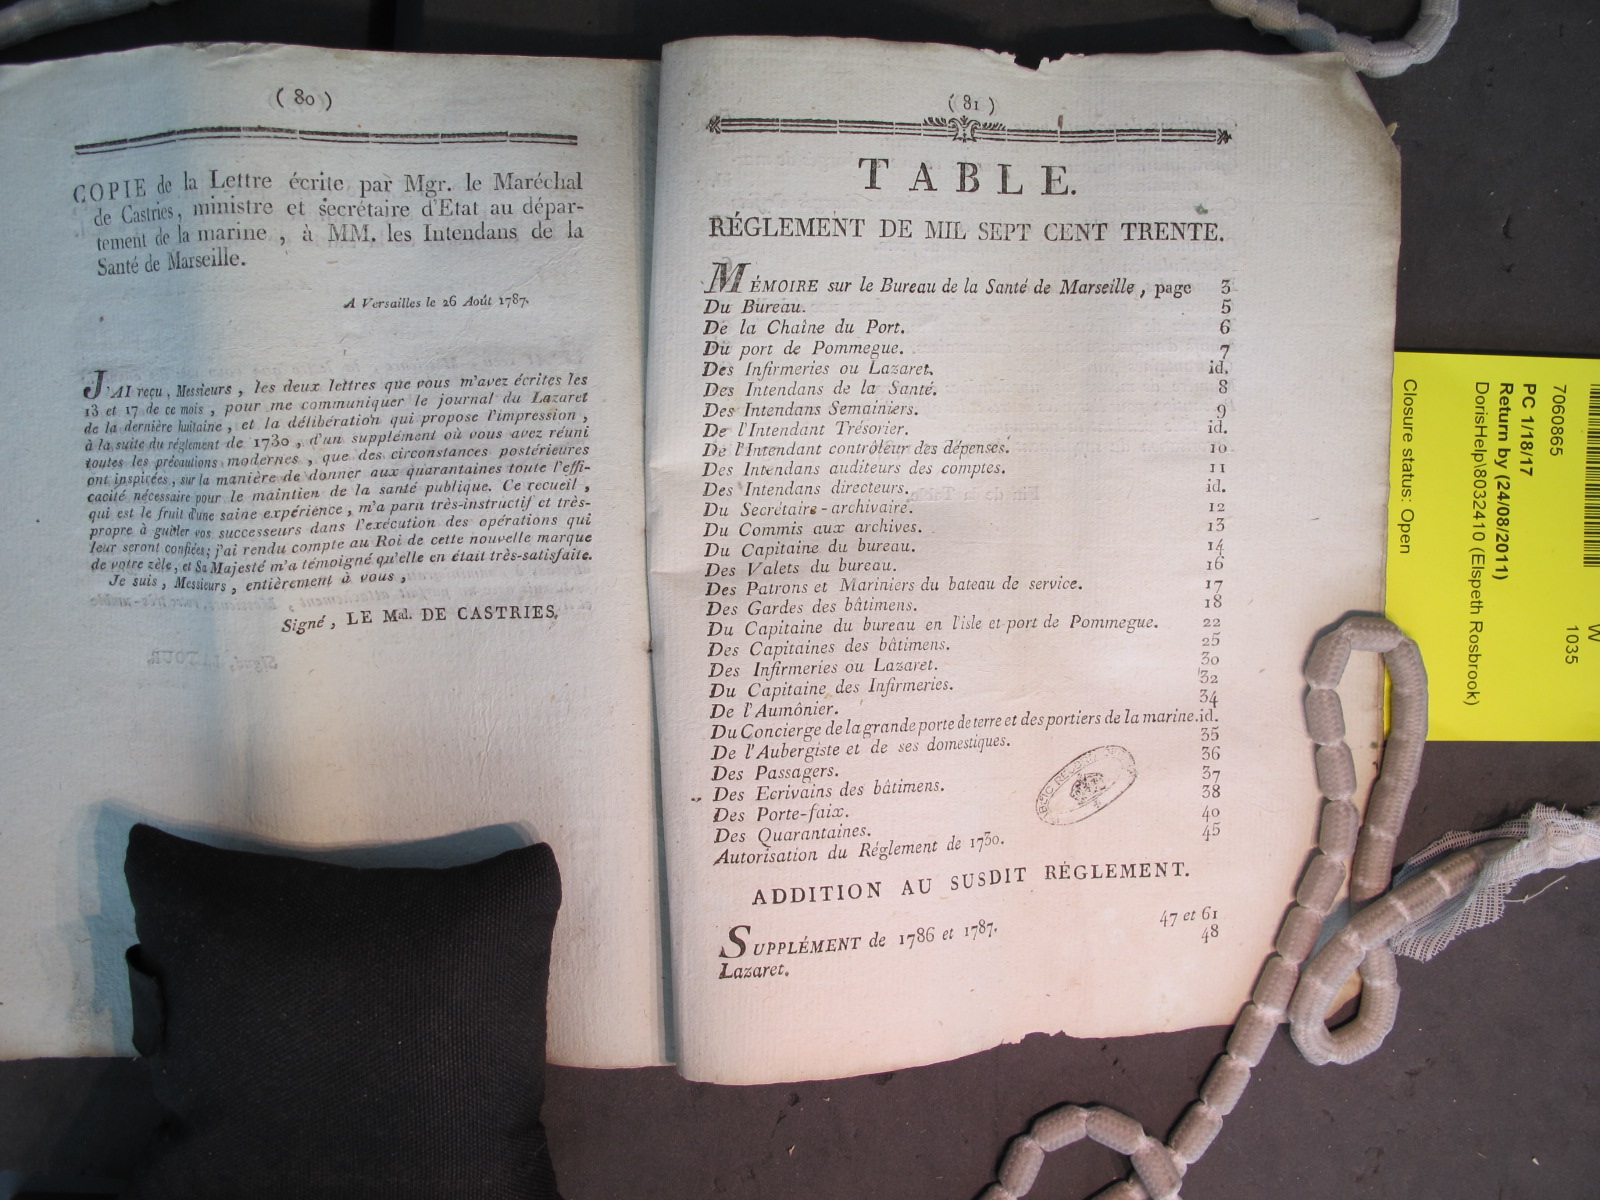 ( 80 )
COPIE de la Lettre écrite par Mgr. le Maréchal
de Castries, ministre et secrétaire d'Etat au dépar-
tement de la marine, à MM. les Intendans de la
Santé de Marseille.
A Versailles le 26 Août 1787.
J'AI reçu, Messieurs, les deux lettres que vous m'avez écrites les
13 et 17 de ce mois, pour me communiquer le journal du Lazaret
de la dernière huitaine, et la délibération qui propose l'impression,
à la suite du réglement de 1730, d'un supplément où vous avez réuni
toutes les précautions modernes, que des circonstances postérieures
ont inspirées, sur la manière de donner aux quarantaines toute l'effi-
cacité nécessaire pour le maintien de la santé publique. Ce recueil,
qui est le fruit d'une saine expérience, m'a paru très-instructif et très-
propre à guider vos successeurs dans l'exécution des opérations qui
leur seront confiées; j'ai rendu compte au Roi de cette nouvelle marque
de votre zèle, et Sa Majesté m'a témoigné qu'elle en était très-satisfaite.
Je suis, Messieurs, entièrement à vous,
Signé, LE Mal. DE CASTRIES.
( 81 )
TABLE.
RÉGLEMENT DE MIL SEPT CENT TRENTE.
MÉMOIRE sur le Bureau de la Santé de Marseille, page 3
Du Bureau. 5
De la Chaîne du Port. 6
Du port de Pommegue. 7
Des Infirmeries ou Lazaret. id.
Des Intendans de la Santé. 8
Des Intendans Semainiers. 9
De l'Intendant Trésorier. id.
De l'Intendant contrôleur des dépenses. 10
Des Intendans auditeurs des comptes. 11
Des Intendans directeurs. id.
Du Secrétaire-archivaire. 12
Du Commis aux archives. 13
Du Capitaine du bureau. 14
Des Valets du bureau. 16
Des Patrons et Mariniers du bateau de service. 17
Des Gardes des bâtimens. 18
Du Capitaine du bureau en l'isle et port de Pommegue. 22
Des Capitaines des bâtimens. 25
Des Infirmeries ou Lazaret. 30
Du Capitaine des Infirmeries. 32
De l'Aumônier. 34
Du Concierge de la grande porte de terre et des portiers de la marine. id.
De l'Aubergiste et de ses domestiques. 35
Des Passagers. 36
Des Ecrivains des bâtimens. 37
Des Porte-faix. 38
Des Quarantaines. 40
Autorisation du Réglement de 1730. 45
ADDITION AU SUSDIT RÉGLEMENT.
SUPPLÉMENT de 1786 et 1787. 47 et 61
Lazaret. 48
W
1035
7060865
PC 1/18/17
Return by (24/08/2011)
DorisHelp\8032410 (Elspeth Rosbrook)
Closure status: Open